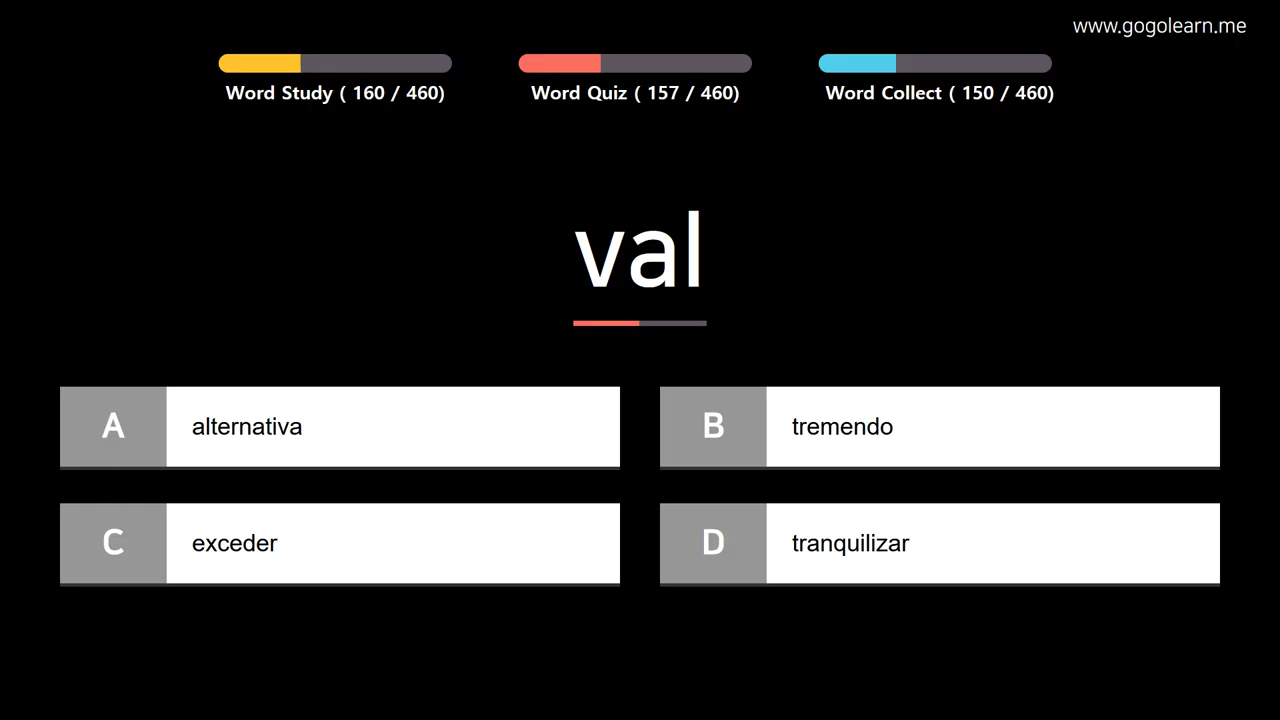 www.gogolearn.me
Word Study ( 160 / 460)
Word Quiz ( 157 / 460)
Word Collect ( 150 / 460)
val
A alternativa
B tremendo
C exceder
D tranquilizar